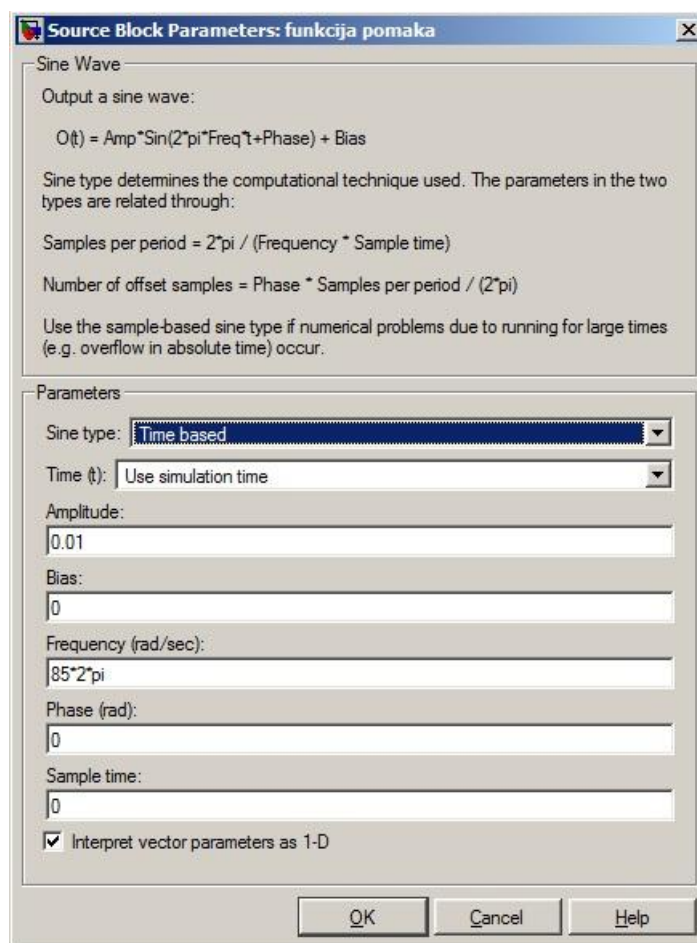 Source Block Parameters: funkcija pomaka
Sine Wave
Output a sine wave:
O(t) = Amp*Sin(2*pi*Freq*t+Phase) + Bias
Sine type determines the computational technique used. The parameters in the two
types are related through:
Samples per period = 2*pi / (Frequency * Sample time)
Number of offset samples = Phase * Samples per period / (2*pi)
Use the sample-based sine type if numerical problems due to running for large times
(e.g. overflow in absolute time) occur.
Parameters
Sine type: Time based
Time (t): Use simulation time
Amplitude:
0.01
Bias:
0
Frequency (rad/sec):
85*2*pi
Phase (rad):
0
Sample time:
0
Interpret vector parameters as 1-D
OK Cancel Help